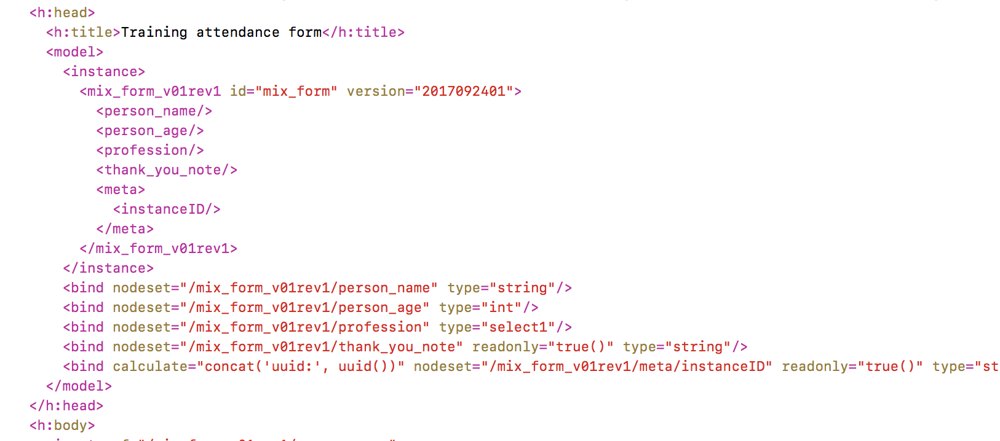 <h:head>
<h:title>Training attendance form</h:title>
<model>
<instance>
<mix_form_v01rev1 id="mix_form" version="2017092401">
<person_name/>
<person_age/>
<profession/>
<thank_you_note/>
<meta>
<instanceID/>
</meta>
</mix_form_v01rev1>
</instance>
<bind nodeset="/mix_form_v01rev1/person_name" type="string"/>
<bind nodeset="/mix_form_v01rev1/person_age" type="int"/>
<bind nodeset="/mix_form_v01rev1/profession" type="select1"/>
<bind nodeset="/mix_form_v01rev1/thank_you_note" readonly="true()" type="string"/>
<bind calculate="concat('uuid:', uuid())" nodeset="/mix_form_v01rev1/meta/instanceID" readonly="true()" type="st
</model>
</h:head>
<h:body>